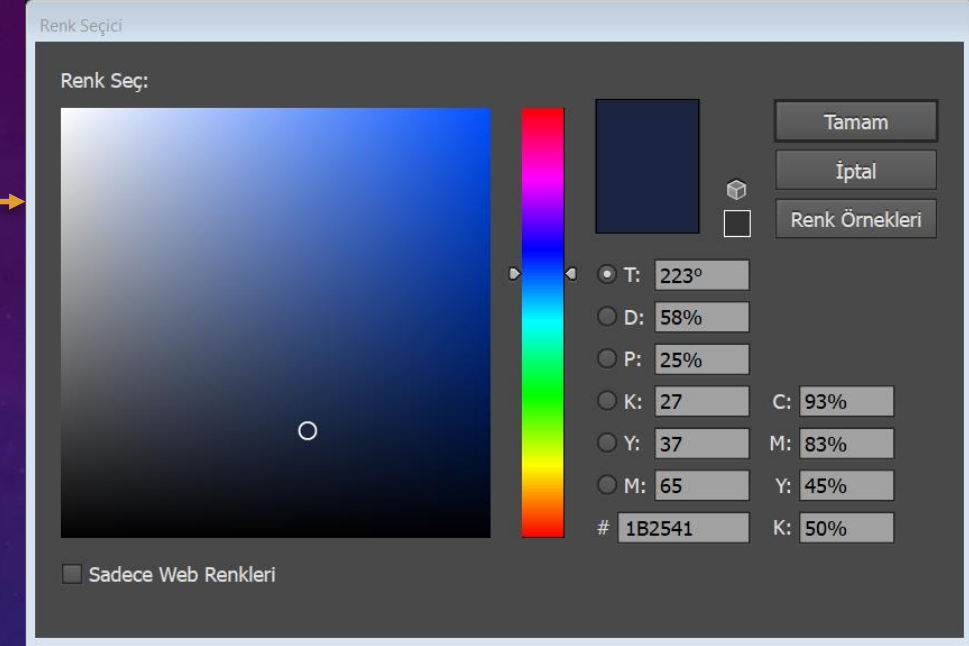 Renk Seçici
Renk Seç:
Tamam
İptal
Renk Örnekleri
T: 223°
D: 58%
P: 25%
K: 27 C: 93%
Y: 37 M: 83%
M: 65 Y: 45%
# 1B2541 K: 50%
Sadece Web Renkleri